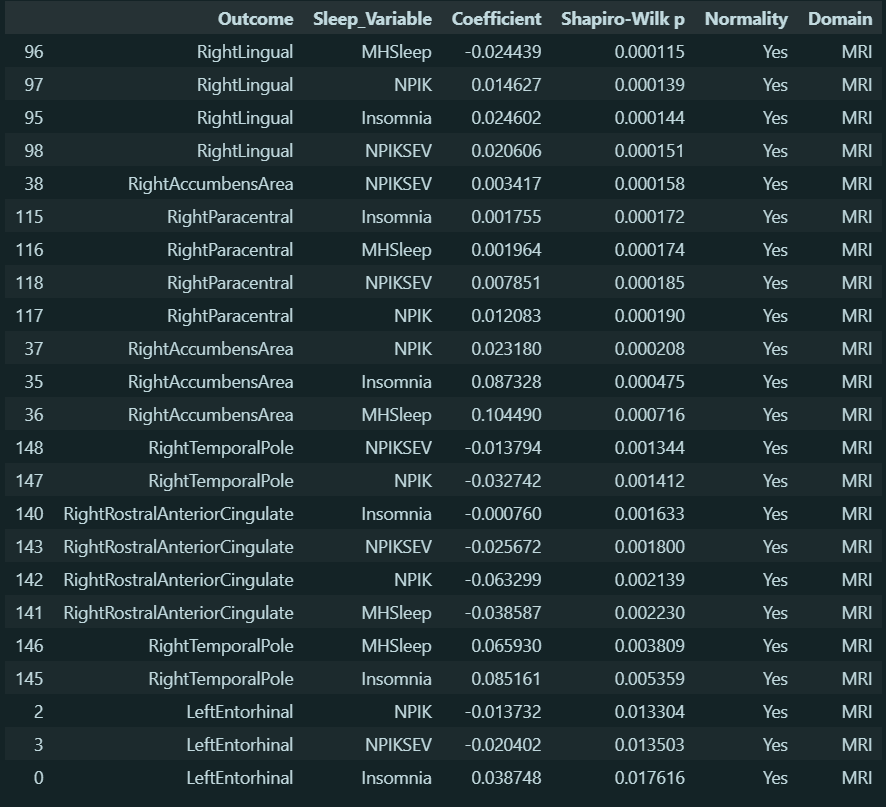 Outcome Sleep_Variable Coefficient Shapiro-Wilk p Normality Domain
96 RightLingual MHSleep -0.024439 0.000115 Yes MRI
97 RightLingual NPIK 0.014627 0.000139 Yes MRI
95 RightLingual Insomnia 0.024602 0.000144 Yes MRI
98 RightLingual NPIKSEV 0.020606 0.000151 Yes MRI
38 RightAccumbensArea NPIKSEV 0.003417 0.000158 Yes MRI
115 RightParacentral Insomnia 0.001755 0.000172 Yes MRI
116 RightParacentral MHSleep 0.001964 0.000174 Yes MRI
118 RightParacentral NPIKSEV 0.007851 0.000185 Yes MRI
117 RightParacentral NPIK 0.012083 0.000190 Yes MRI
37 RightAccumbensArea NPIK 0.023180 0.000208 Yes MRI
35 RightAccumbensArea Insomnia 0.087328 0.000475 Yes MRI
36 RightAccumbensArea MHSleep 0.104490 0.000716 Yes MRI
148 RightTemporalPole NPIKSEV -0.013794 0.001344 Yes MRI
147 RightTemporalPole NPIK -0.032742 0.001412 Yes MRI
140 RightRostralAnteriorCingulate Insomnia -0.000760 0.001633 Yes MRI
143 RightRostralAnteriorCingulate NPIKSEV -0.025672 0.001800 Yes MRI
142 RightRostralAnteriorCingulate NPIK -0.063299 0.002139 Yes MRI
141 RightRostralAnteriorCingulate MHSleep -0.038587 0.002230 Yes MRI
146 RightTemporalPole MHSleep 0.065930 0.003809 Yes MRI
145 RightTemporalPole Insomnia 0.085161 0.005359 Yes MRI
2 LeftEntorhinal NPIK -0.013732 0.013304 Yes MRI
3 LeftEntorhinal NPIKSEV -0.020402 0.013503 Yes MRI
0 LeftEntorhinal Insomnia 0.038748 0.017616 Yes MRI